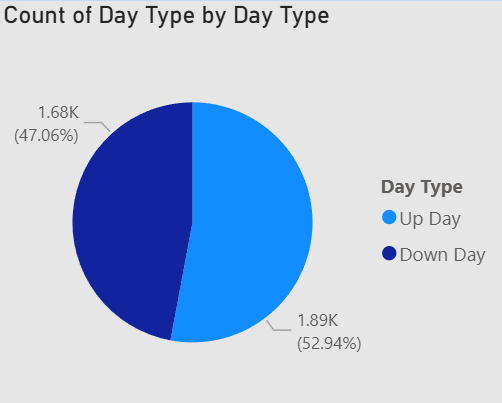 Count of Day Type by Day Type
1.68K
(47.06%)
Day Type
Up Day
Down Day
1.89K
(52.94%)